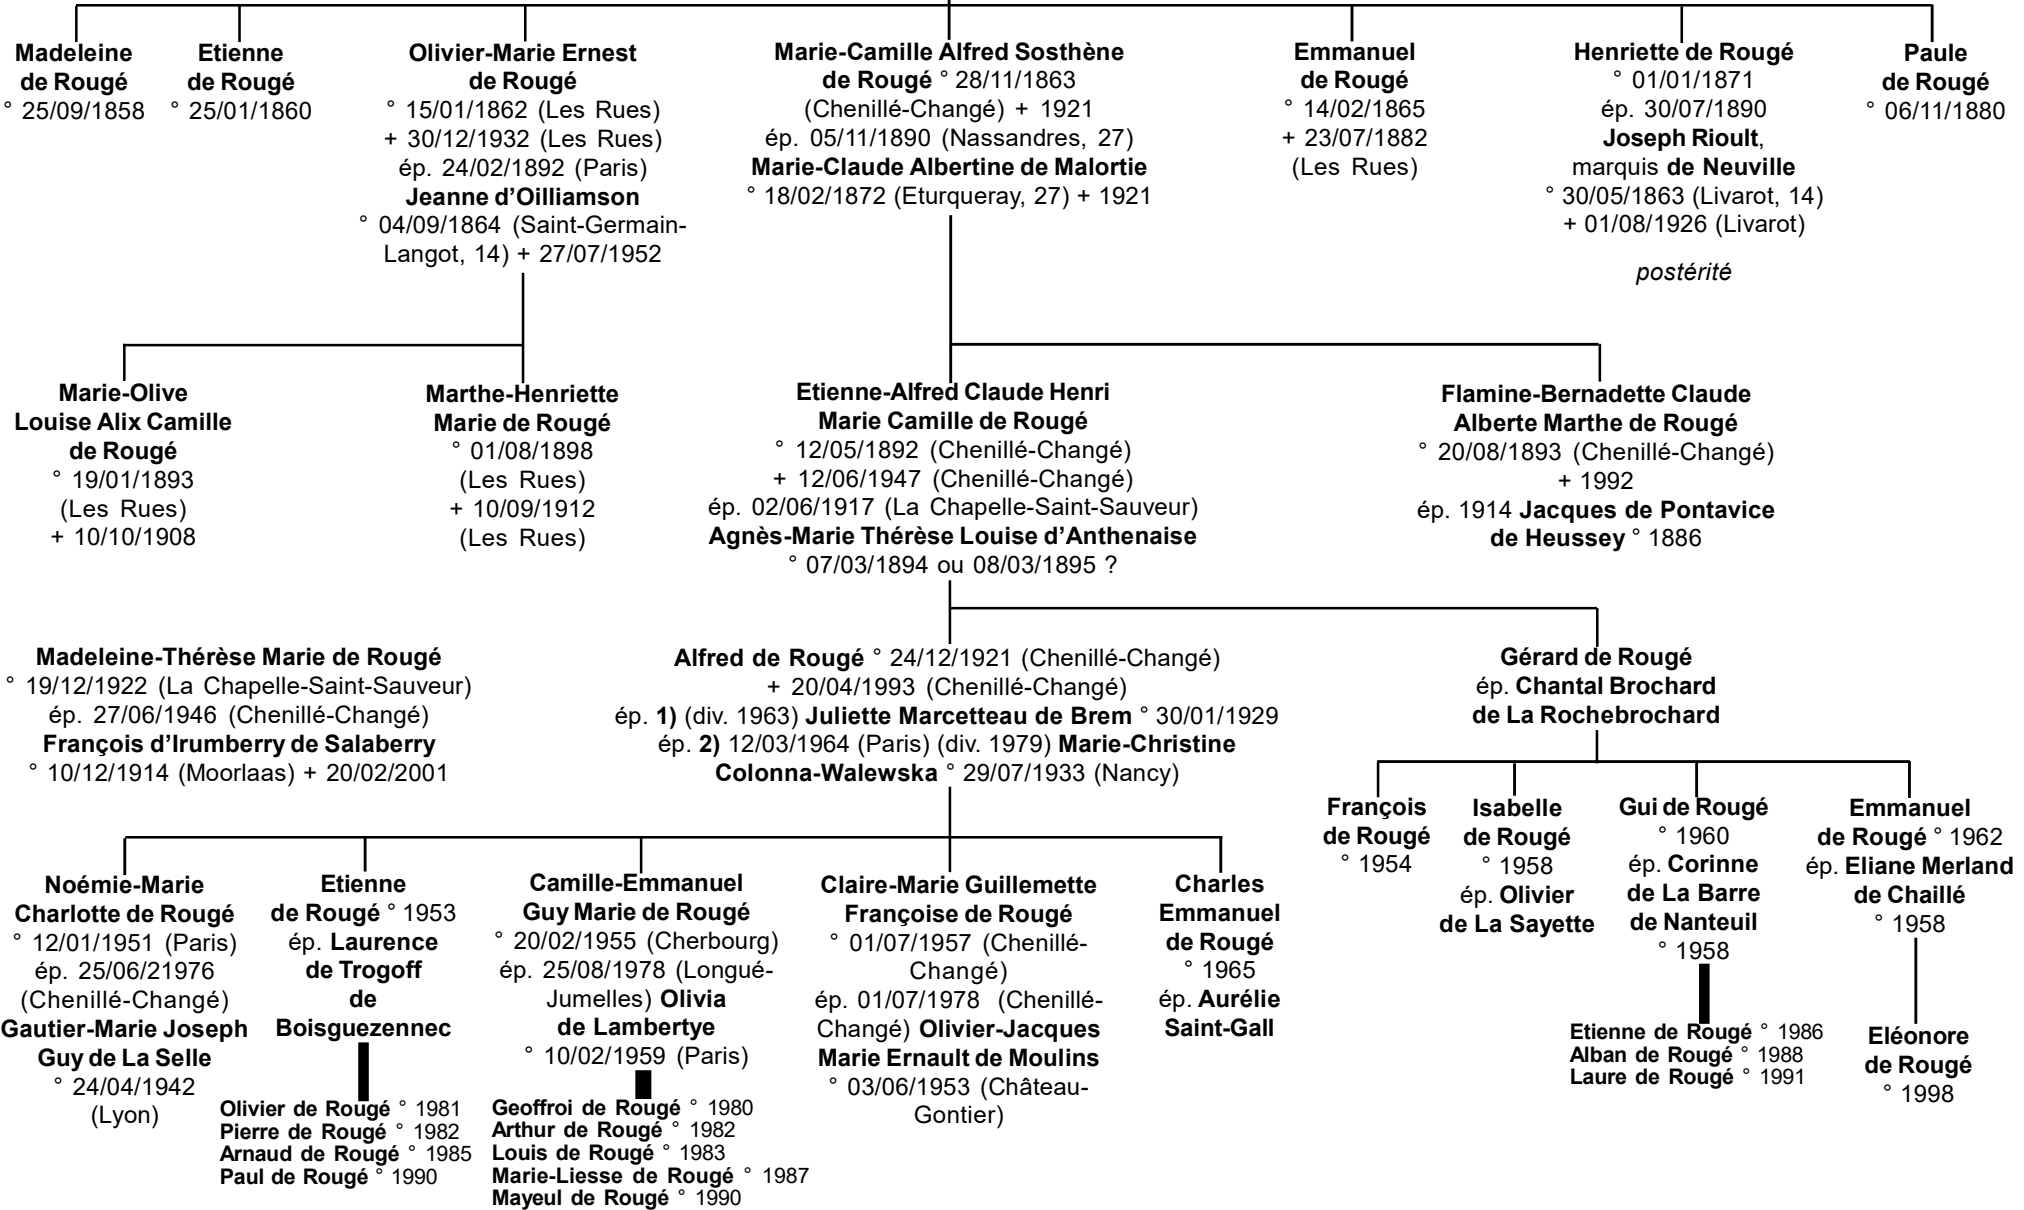 Madeleine
de Rougé
° 25/09/1858
Etienne
de Rougé
° 25/01/1860
Olivier-Marie Ernest
de Rougé
° 15/01/1862 (Les Rues)
+ 30/12/1932 (Les Rues)
ép. 24/02/1892 (Paris)
Jeanne d'Oilliamson
° 04/09/1864 (Saint-Germain-
Langot, 14) + 27/07/1952
Marie-Camille Alfred Sosthène
de Rougé ° 28/11/1863
(Chenillé-Changé) + 1921
ép. 05/11/1890 (Nassandres, 27)
Marie-Claude Albertine de Malortie
° 18/02/1872 (Eturqueray, 27) + 1921
Emmanuel
de Rougé
° 14/02/1865
+ 23/07/1882
(Les Rues)
Henriette de Rougé
° 01/01/1871
ép. 30/07/1890
Joseph Rioult,
marquis de Neuville
° 30/05/1863 (Livarot, 14)
+ 01/08/1926 (Livarot)
postérité
Paule
de Rougé
° 06/11/1880
Marie-Olive
Louise Alix Camille
de Rougé
° 19/01/1893
(Les Rues)
+ 10/10/1908
Marthe-Henriette
Marie de Rougé
° 01/08/1898
(Les Rues)
+ 10/09/1912
(Les Rues)
Etienne-Alfred Claude Henri
Marie Camille de Rougé
° 12/05/1892 (Chenillé-Changé)
+ 12/06/1947 (Chenillé-Changé)
ép. 02/06/1917 (La Chapelle-Saint-Sauveur)
Agnès-Marie Thérèse Louise d'Anthenaise
° 07/03/1894 ou 08/03/1895 ?
Flamine-Bernadette Claude
Alberte Marthe de Rougé
° 20/08/1893 (Chenillé-Changé)
+ 1992
ép. 1914 Jacques de Pontavice
de Heussey ° 1886
Madeleine-Thérèse Marie de Rougé
° 19/12/1922 (La Chapelle-Saint-Sauveur)
ép. 27/06/1946 (Chenillé-Changé)
François d'Irumberry de Salaberry
° 10/12/1914 (Moorlaas) + 20/02/2001
Alfred de Rougé ° 24/12/1921 (Chenillé-Changé)
+ 20/04/1993 (Chenillé-Changé)
ép. 1) (div. 1963) Juliette Marcetteau de Brem ° 30/01/1929
ép. 2) 12/03/1964 (Paris) (div. 1979) Marie-Christine
Colonna-Walewska ° 29/07/1933 (Nancy)
Gérard de Rougé
ép. Chantal Brochard
de La Rochebrochard
François
de Rougé
° 1954
Isabelle
de Rougé
° 1958
ép. Olivier
de La Sayette
Gui de Rougé
° 1960
ép. Corinne
de La Barre
de Nanteuil
° 1958
Emmanuel
de Rougé ° 1962
ép. Eliane Merland
de Chaillé
° 1958
Noémie-Marie
Charlotte de Rougé
° 12/01/1951 (Paris)
ép. 25/06/21976
(Chenillé-Changé)
Gautier-Marie Joseph
Guy de La Selle
° 24/04/1942
(Lyon)
Etienne
de Rougé ° 1953
ép. Laurence
de Trogoff
de
Boisguezennec
Camille-Emmanuel
Guy Marie de Rougé
° 20/02/1955 (Cherbourg)
ép. 25/08/1978 (Longué-
Jumelles) Olivia
de Lambertye
° 10/02/1959 (Paris)
Claire-Marie Guillemette
Françoise de Rougé
° 01/07/1957 (Chenillé-
Changé)
ép. 01/07/1978 (Chenillé-
Changé) Olivier-Jacques
Marie Ernault de Moulins
° 03/06/1953 (Château-
Gontier)
Charles
Emmanuel
de Rougé
° 1965
ép. Aurélie
Saint-Gall
Olivier de Rougé ° 1981
Pierre de Rougé ° 1982
Arnaud de Rougé ° 1985
Paul de Rougé ° 1990
Geoffroi de Rougé ° 1980
Arthur de Rougé ° 1982
Louis de Rougé ° 1983
Marie-Liesse de Rougé ° 1987
Mayeul de Rougé ° 1990
Etienne de Rougé ° 1986
Alban de Rougé ° 1988
Laure de Rougé ° 1991
Eléonore
de Rougé
° 1998